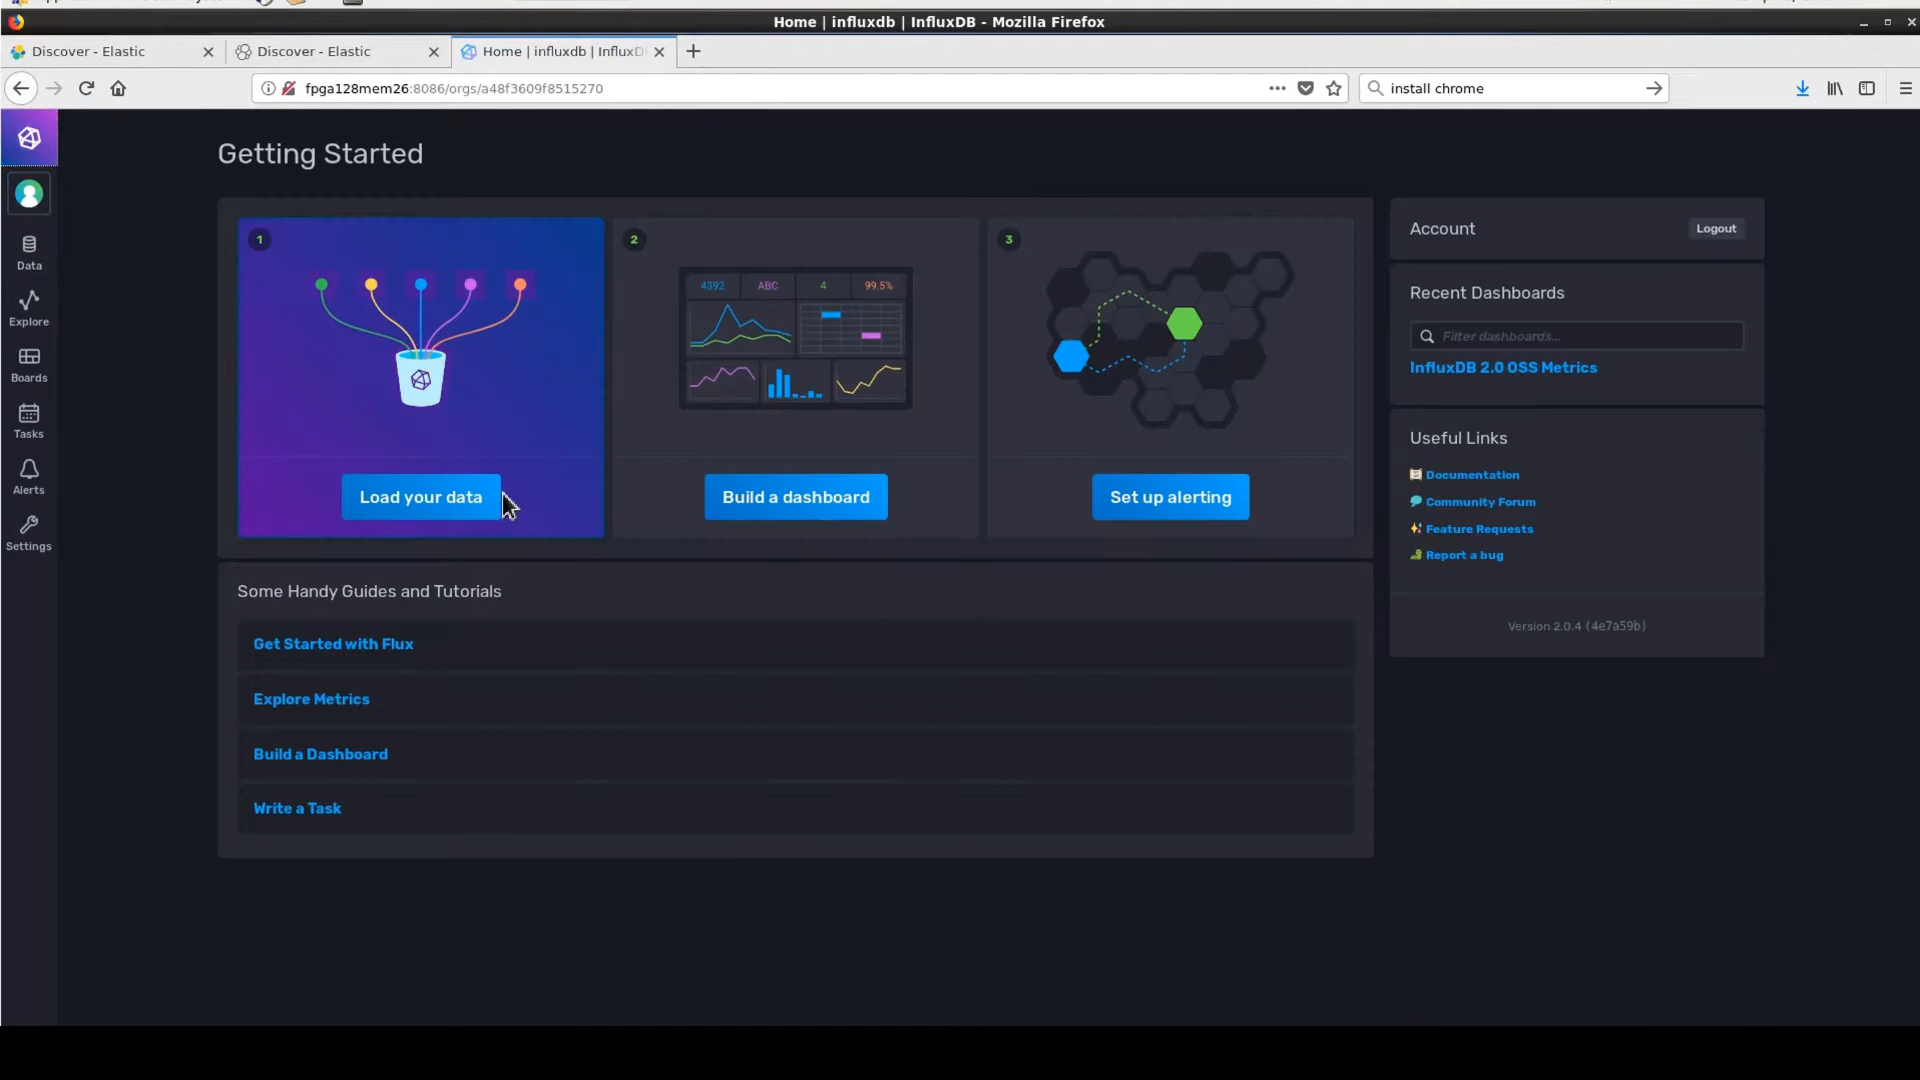 Home | influxdb | InfluxDB - Mozilla Firefox
Discover - Elastic
Discover - Elastic
Home | influxdb | InfluxD
fpga128mem26:8086/orgs/a48f3609f8515270
install chrome
Getting Started
1
2
4392 ABC 4 99.5%
3
Load your data
Build a dashboard
Set up alerting
Data
Explore
Boards
Tasks
Alerts
Settings
Some Handy Guides and Tutorials
Get Started with Flux
Explore Metrics
Build a Dashboard
Write a Task
Account
Logout
Recent Dashboards
Filter dashboards...
InfluxDB 2.0 OSS Metrics
Useful Links
Documentation
Community Forum
Feature Requests
Report a bug
Version 2.0.4 (4e7a59b)